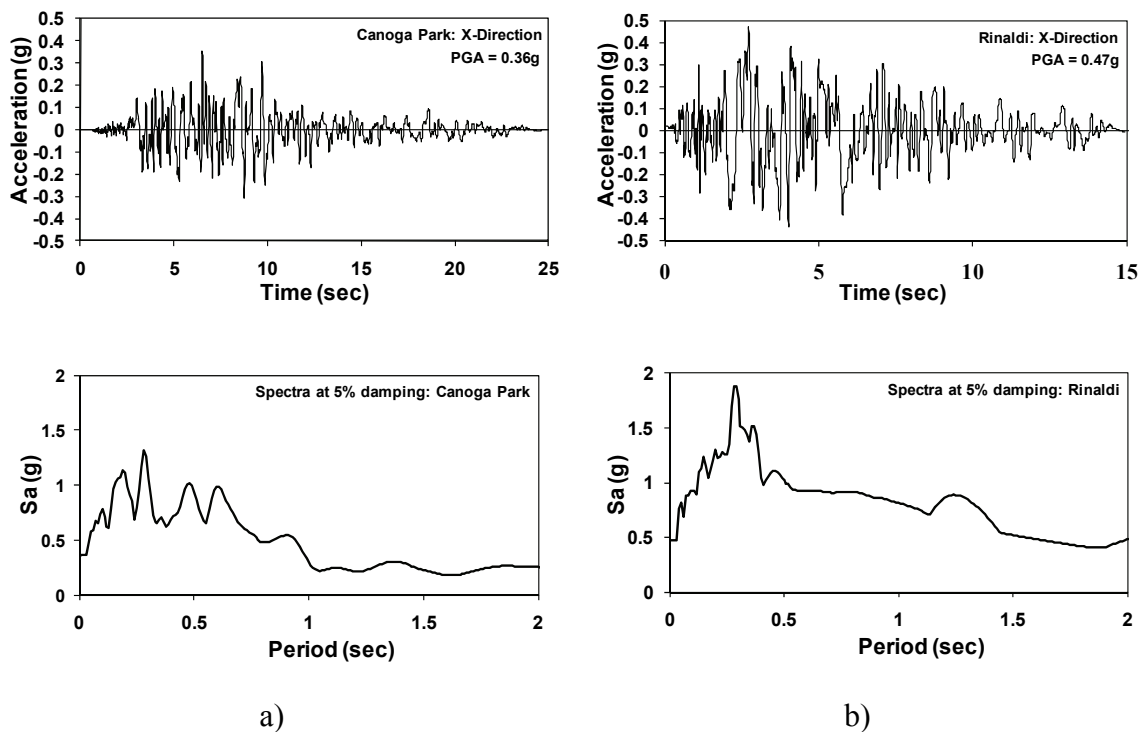 0.5
0.4
0.3
0.2
0.1
0
-0.1
-0.2
-0.3
-0.4
-0.5
Acceleration (g)
Canoga Park: X-Direction
PGA = 0.36g
0 5 10 15 20 25
Time (sec)
0.5
0.4
0.3
0.2
0.1
0
-0.1
-0.2
-0.3
-0.4
-0.5
Acceleration (g)
Rinaldi: X-Direction
PGA = 0.47g
0 5 10 15
Time (sec)
2
1.5
1
0.5
0
Sa (g)
Spectra at 5% damping: Canoga Park
0 0.5 1 1.5 2
Period (sec)
2
1.5
1
0.5
0
Sa (g)
Spectra at 5% damping: Rinaldi
0 0.5 1 1.5 2
Period (sec)
a)
b)